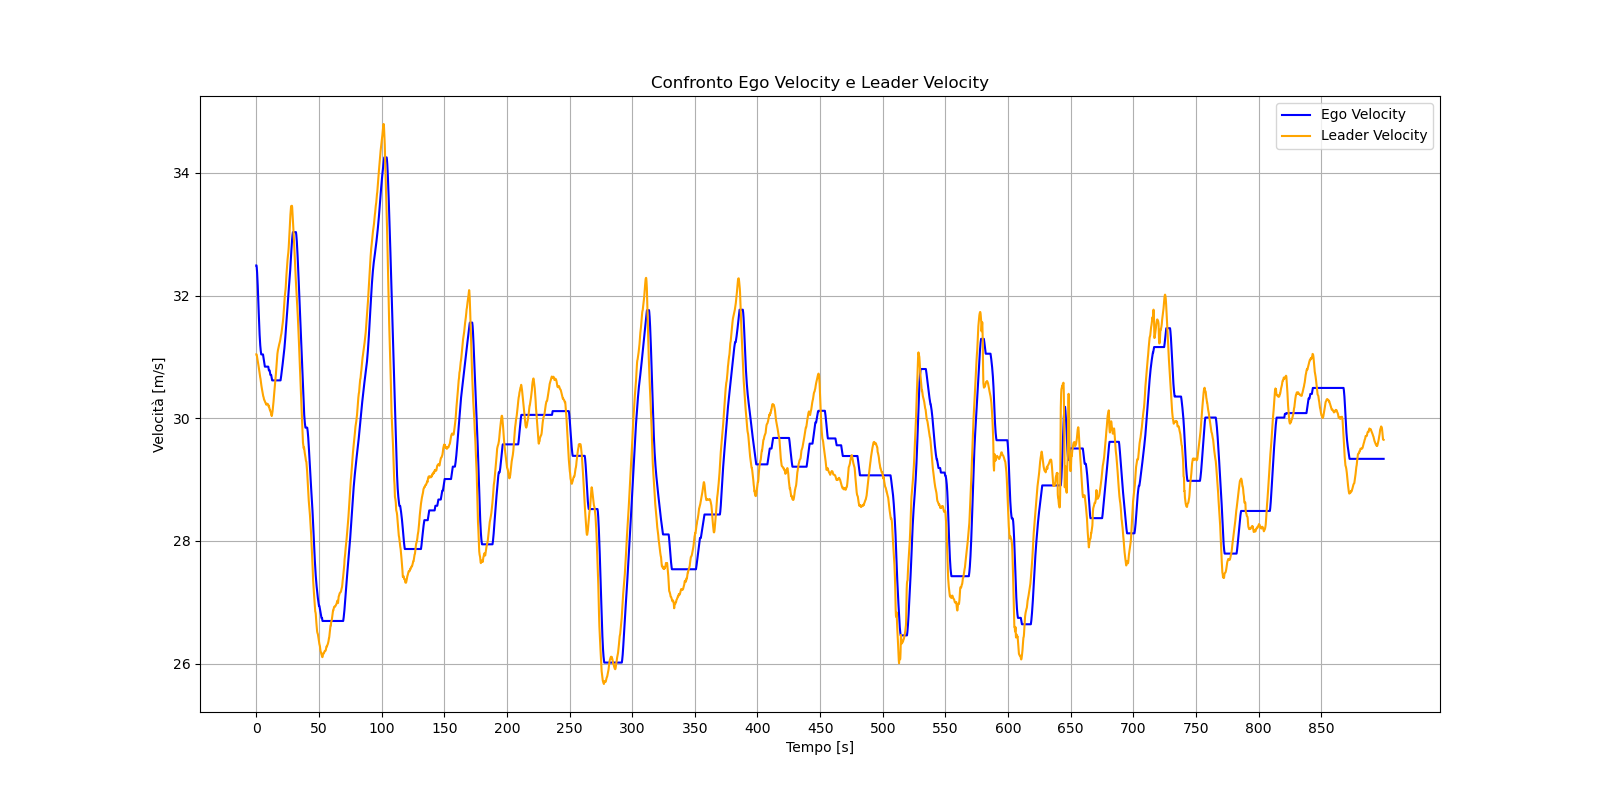 Confronto Ego Velocity e Leader Velocity
Ego Velocity
Leader Velocity
Velocità [m/s]
34
32
30
28
26
0 50 100 150 200 250 300 350 400 450 500 550 600 650 700 750 800 850
Tempo [s]